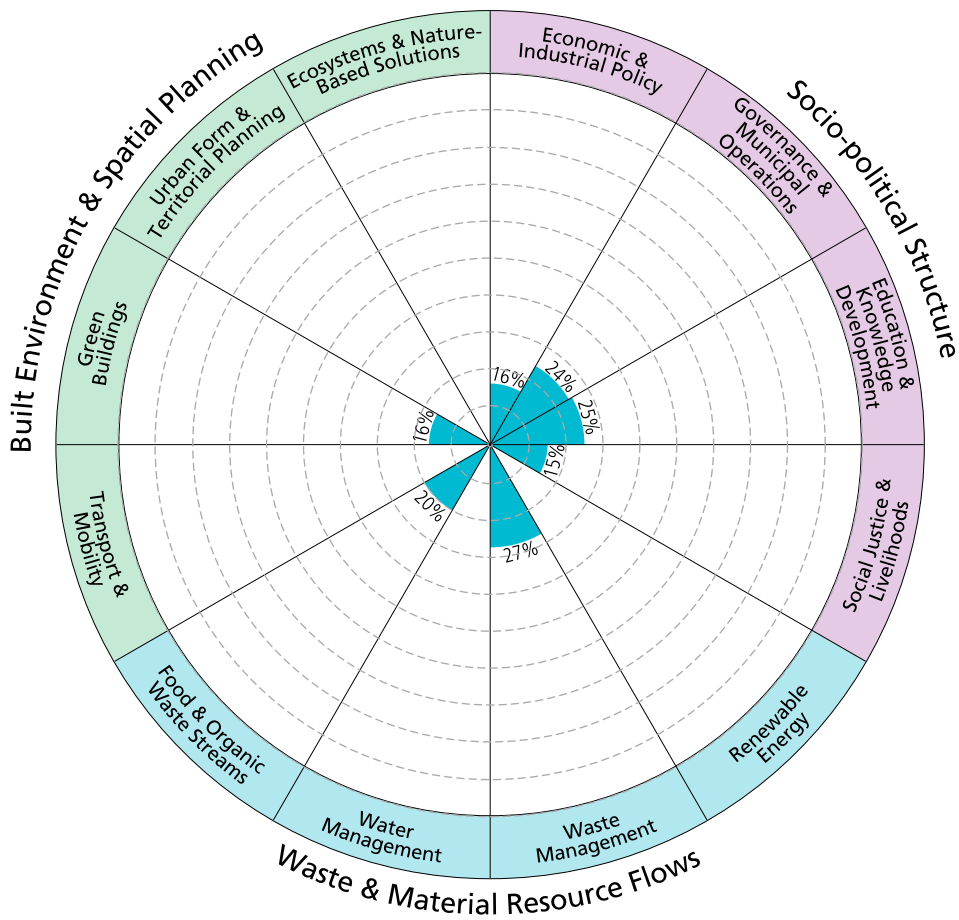 Built Environment & Spatial Planning
Socio-political Structure
Waste & Material Resource Flows
Ecosystems & Nature-
Based Solutions
Economic &
Industrial Policy
Governance &
Municipal
Operations
Education &
Knowledge
Development
Social Justice &
Livelihoods
Renewable
Energy
Waste
Management
Water
Management
Food & Organic
Waste Streams
Transport &
Mobility
Green
Buildings
Urban Form &
Territorial Planning
16%
24%
25%
15%
27%
20%
16%